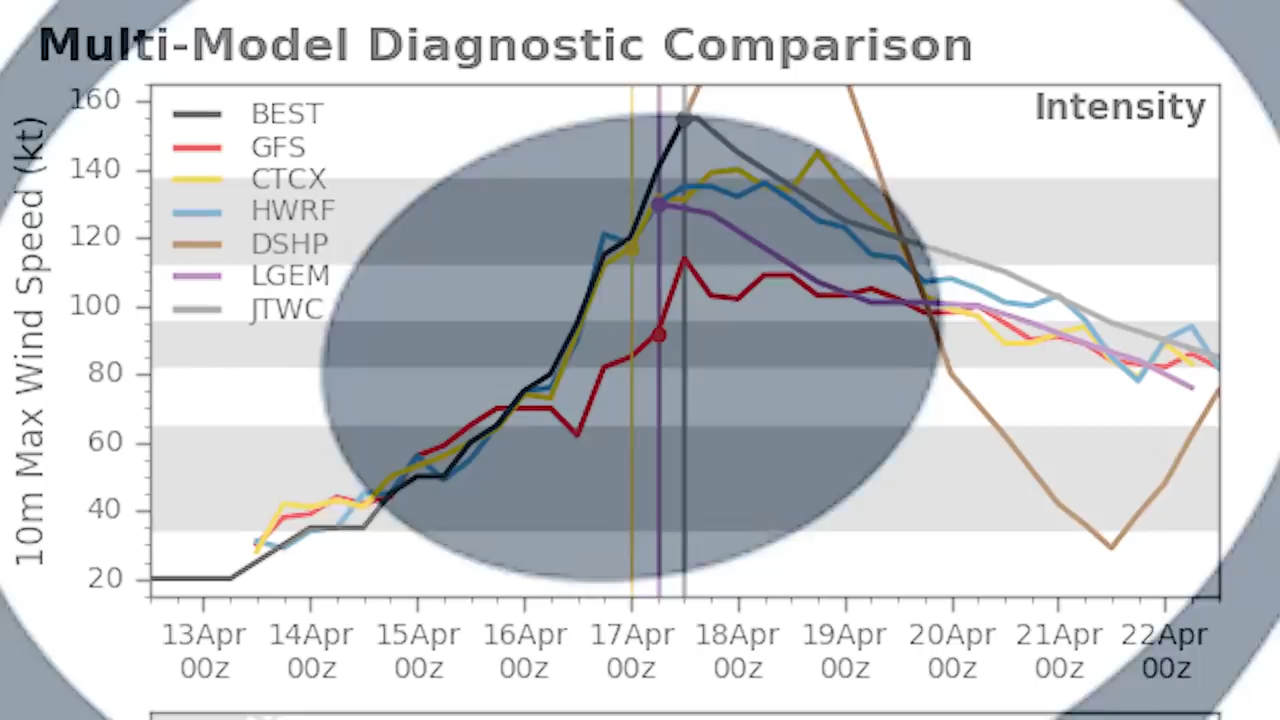 Multi-Model Diagnostic Comparison
Intensity
10m Max Wind Speed (kt)
160
140
120
100
80
60
40
20
BEST
GFS
CTCX
HWRF
DSHP
LGEM
JTWC
13Apr 14Apr 15Apr 16Apr 17Apr 18Apr 19Apr 20Apr 21Apr 22Apr
00z 00z 00z 00z 00z 00z 00z 00z 00z 00z